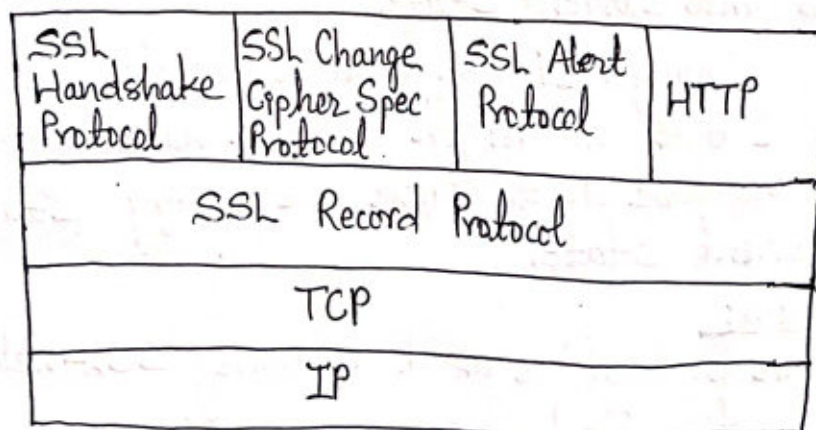 SSL
Handshake
Protocol
SSL Change
Cipher Spec
Protocol
SSL Alert
Protocol
HTTP
SSL Record Protocol
TCP
IP